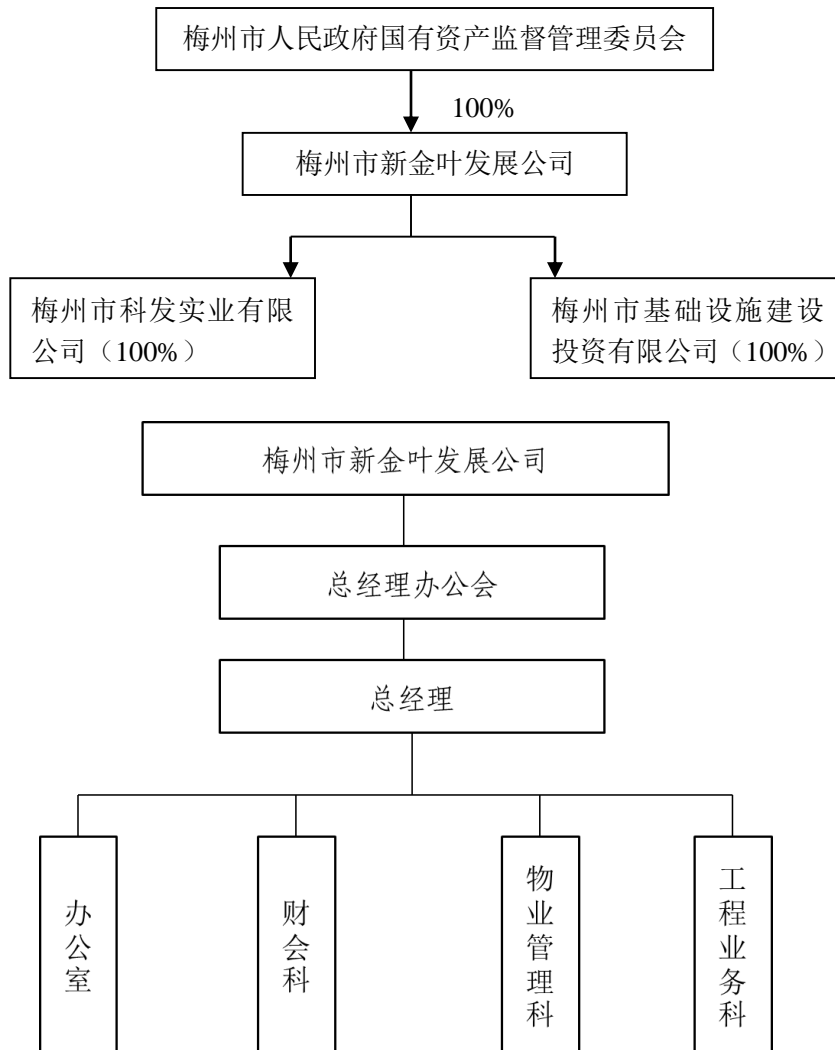 梅州市人民政府国有资产监督管理委员会
100%
梅州市新金叶发展公司
梅州市科发实业有限
公司（100%）
梅州市基础设施建设
投资有限公司（100%）
梅州市新金叶发展公司
总经理办公会
总经理
办公室
财会科
物业管理科
工程业务科